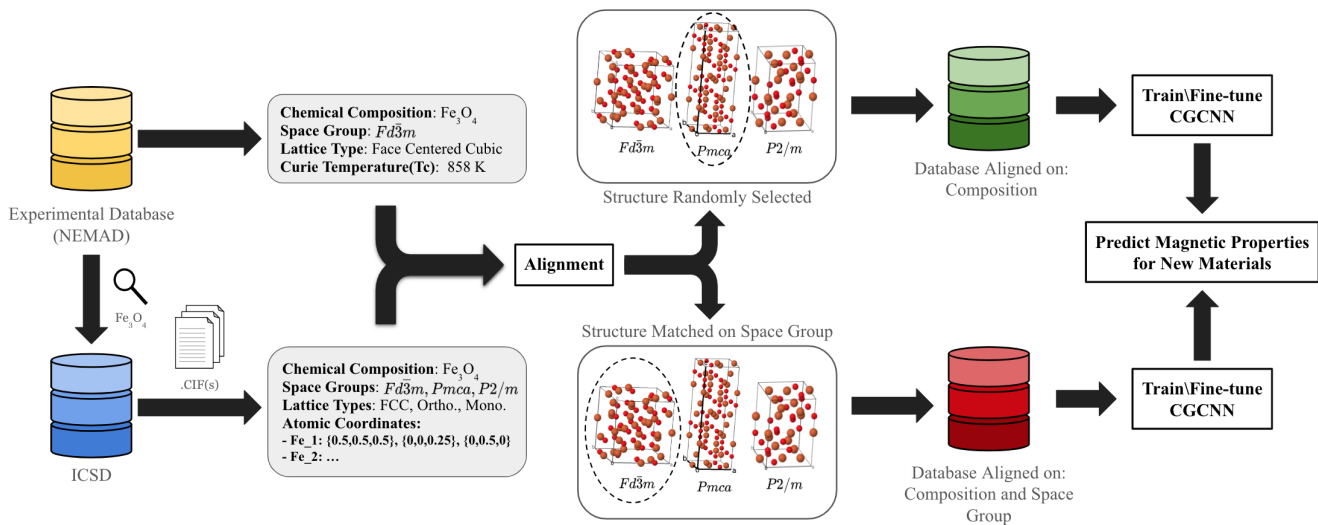 Experimental Database
(NEMAD)
Fe₃O₄
.CIF(s)
ICSD
Chemical Composition: Fe₃O₄
Space Group: Fd3̄m
Lattice Type: Face Centered Cubic
Curie Temperature(Tc): 858 K
Chemical Composition: Fe₃O₄
Space Groups: Fd3̄m, Pmca, P2/m
Lattice Types: FCC, Ortho., Mono.
Atomic Coordinates:
- Fe_1: {0.5,0.5,0.5}, {0,0,0.25}, {0,0.5,0}
- Fe_2: ...
Alignment
Fd3̄m
Pmca
P2/m
Structure Randomly Selected
Structure Matched on Space Group
Fd3̄m
Pmca
P2/m
Database Aligned on:
Composition
Database Aligned on:
Composition and Space
Group
Train\Fine-tune
CGCNN
Predict Magnetic Properties
for New Materials
Train\Fine-tune
CGCNN